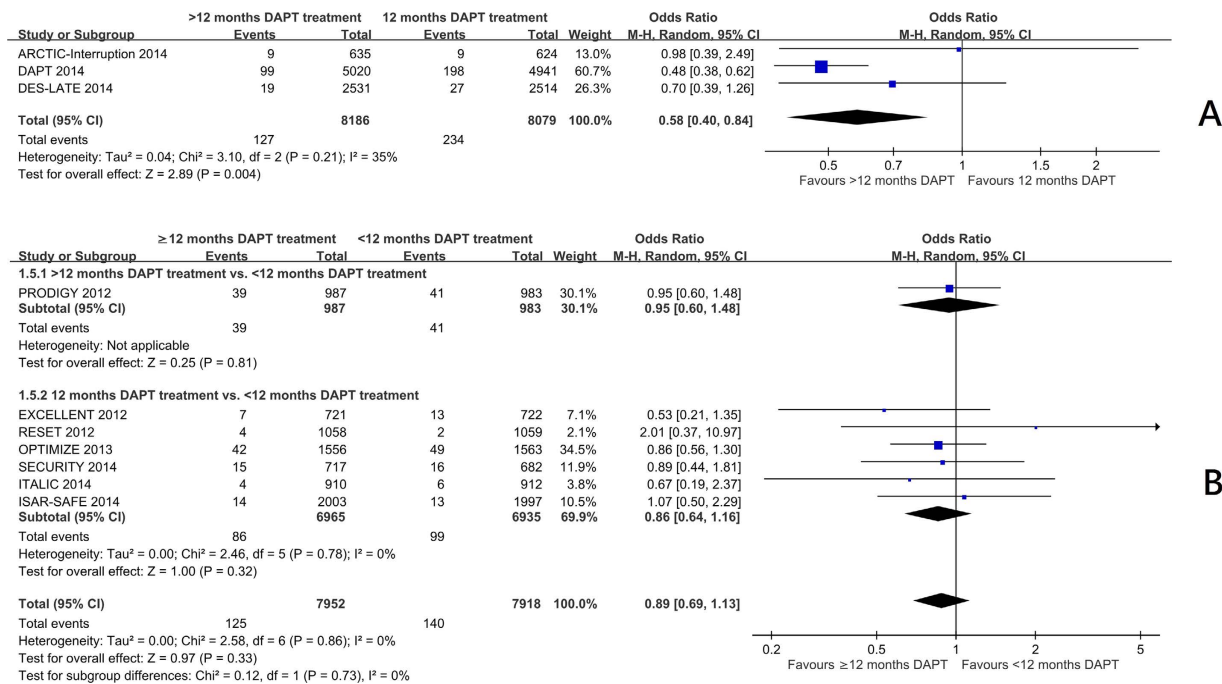 >12 months DAPT treatment 12 months DAPT treatment Odds Ratio Odds Ratio
Study or Subgroup Events Total Events Total Weight M-H, Random, 95% CI M-H, Random, 95% CI
ARCTIC-Interruption 2014 9 635 9 624 13.0% 0.98 [0.39, 2.49]
DAPT 2014 99 5020 198 4941 60.7% 0.48 [0.38, 0.62]
DES-LATE 2014 19 2531 27 2514 26.3% 0.70 [0.39, 1.26]
Total (95% CI) 8186 8079 100.0% 0.58 [0.40, 0.84]
A
Total events 127 234
Heterogeneity: Tau² = 0.04; Chi² = 3.10, df = 2 (P = 0.21); I² = 35%
Test for overall effect: Z = 2.89 (P = 0.004)
0.5 0.7 1 1.5 2
Favours >12 months DAPT Favours 12 months DAPT
≥12 months DAPT treatment <12 months DAPT treatment Odds Ratio Odds Ratio
Study or Subgroup Events Total Events Total Weight M-H, Random, 95% CI M-H, Random, 95% CI
1.5.1 >12 months DAPT treatment vs. <12 months DAPT treatment
PRODIGY 2012 39 987 41 983 30.1% 0.95 [0.60, 1.48]
Subtotal (95% CI) 987 983 30.1% 0.95 [0.60, 1.48]
Total events 39 41
Heterogeneity: Not applicable
Test for overall effect: Z = 0.25 (P = 0.81)
1.5.2 12 months DAPT treatment vs. <12 months DAPT treatment
EXCELLENT 2012 7 721 13 722 7.1% 0.53 [0.21, 1.35]
RESET 2012 4 1058 2 1059 2.1% 2.01 [0.37, 10.97]
OPTIMIZE 2013 42 1556 49 1563 34.5% 0.86 [0.56, 1.30]
SECURITY 2014 15 717 16 682 11.9% 0.89 [0.44, 1.81]
ITALIC 2014 4 910 6 912 3.8% 0.67 [0.19, 2.37]
B
ISAR-SAFE 2014 14 2003 13 1997 10.5% 1.07 [0.50, 2.29]
Subtotal (95% CI) 6965 6935 69.9% 0.86 [0.64, 1.16]
Total events 86 99
Heterogeneity: Tau² = 0.00; Chi² = 2.46, df = 5 (P = 0.78); I² = 0%
Test for overall effect: Z = 1.00 (P = 0.32)
Total (95% CI) 7952 7918 100.0% 0.89 [0.69, 1.13]
Total events 125 140
Heterogeneity: Tau² = 0.00; Chi² = 2.58, df = 6 (P = 0.86); I² = 0%
Test for overall effect: Z = 0.97 (P = 0.33)
Test for subgroup differences: Chi² = 0.12, df = 1 (P = 0.73), I² = 0%
0.2 0.5 1 2 5
Favours ≥12 months DAPT Favours <12 months DAPT